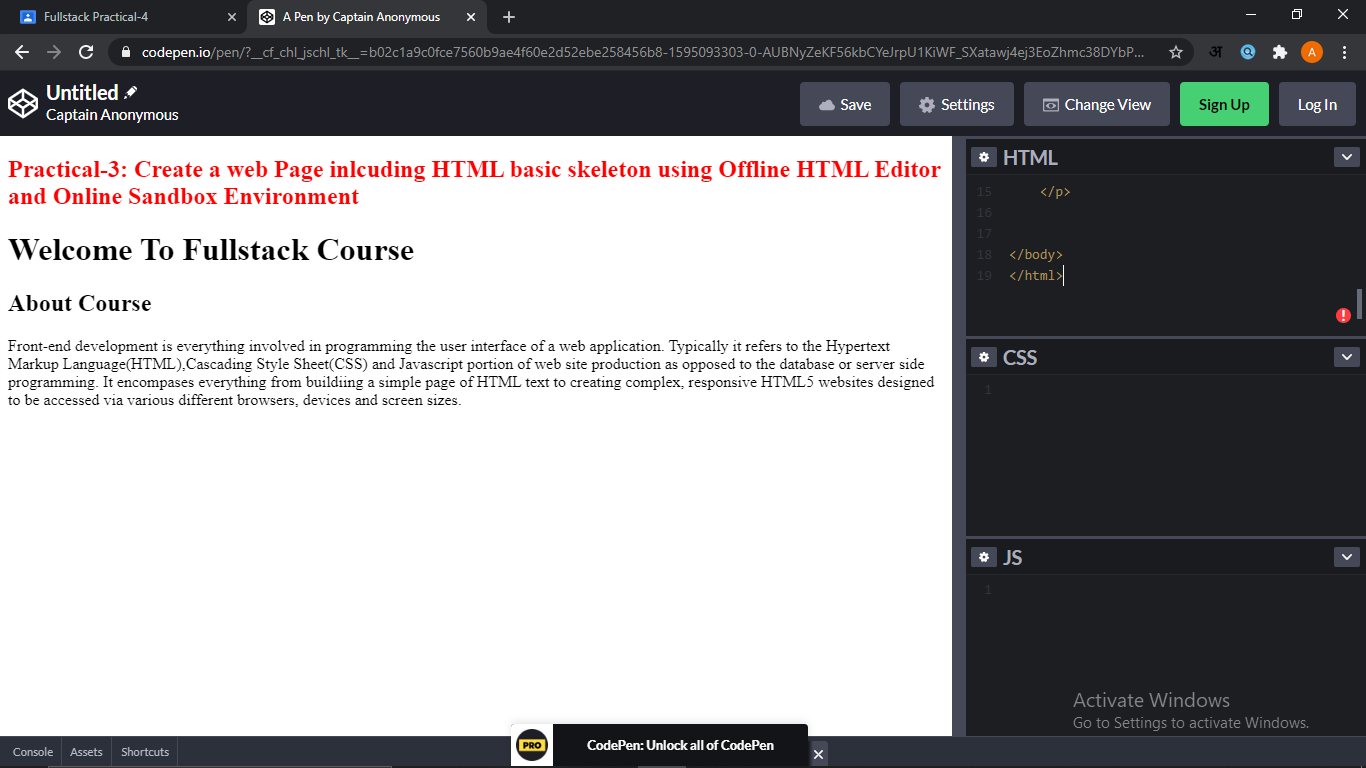 Fullstack Practical-4
A Pen by Captain Anonymous
codepen.io/pen/?__cf_chl_jschl_tk__=b02c1a9c0fce7560b9ae4f60e2d52ebe258456b8-1595093303-0-AUBNyZeKF56kbCYeJrpU1KiWF_SXatawj4ej3EoZhmc38DYbP...
अ
A
Untitled
Captain Anonymous
Save
Settings
Change View
Sign Up
Log In
Practical-3: Create a web Page inlcuding HTML basic skeleton using Offline HTML Editor
and Online Sandbox Environment
Welcome To Fullstack Course
About Course
Front-end development is everything involved in programming the user interface of a web application. Typically it refers to the Hypertext
Markup Language(HTML),Cascading Style Sheet(CSS) and Javascript portion of web site production as opposed to the database or server side
programming. It encompases everything from buildiing a simple page of HTML text to creating complex, responsive HTML5 websites designed
to be accessed via various different browsers, devices and screen sizes.
HTML
15 </p>
16
17
18 </body>
19 </html>
CSS
1
JS
1
Activate Windows
Go to Settings to activate Windows.
Console
Assets
Shortcuts
PRO
CodePen: Unlock all of CodePen